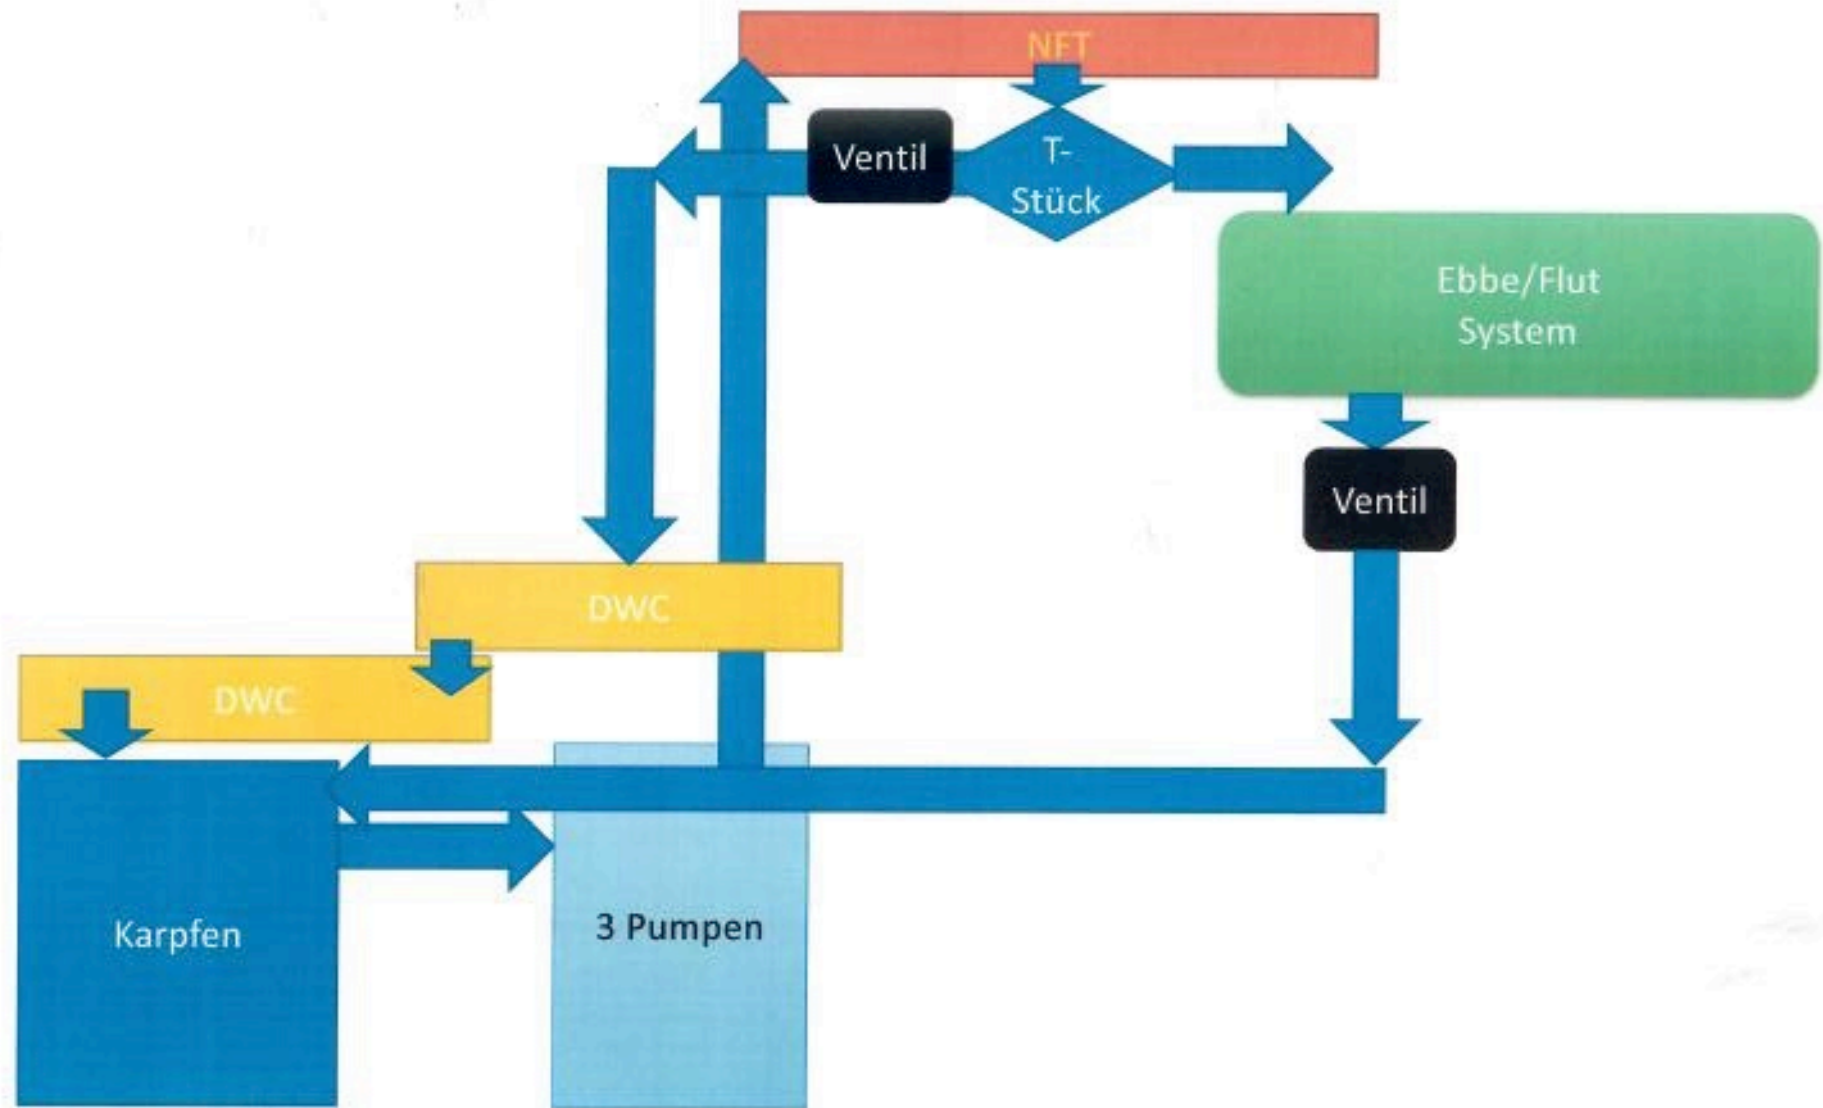 NFT
Ventil
T-
Stück
Ebbe/Flut
System
Ventil
DWC
DWC
Karpfen
3 Pumpen